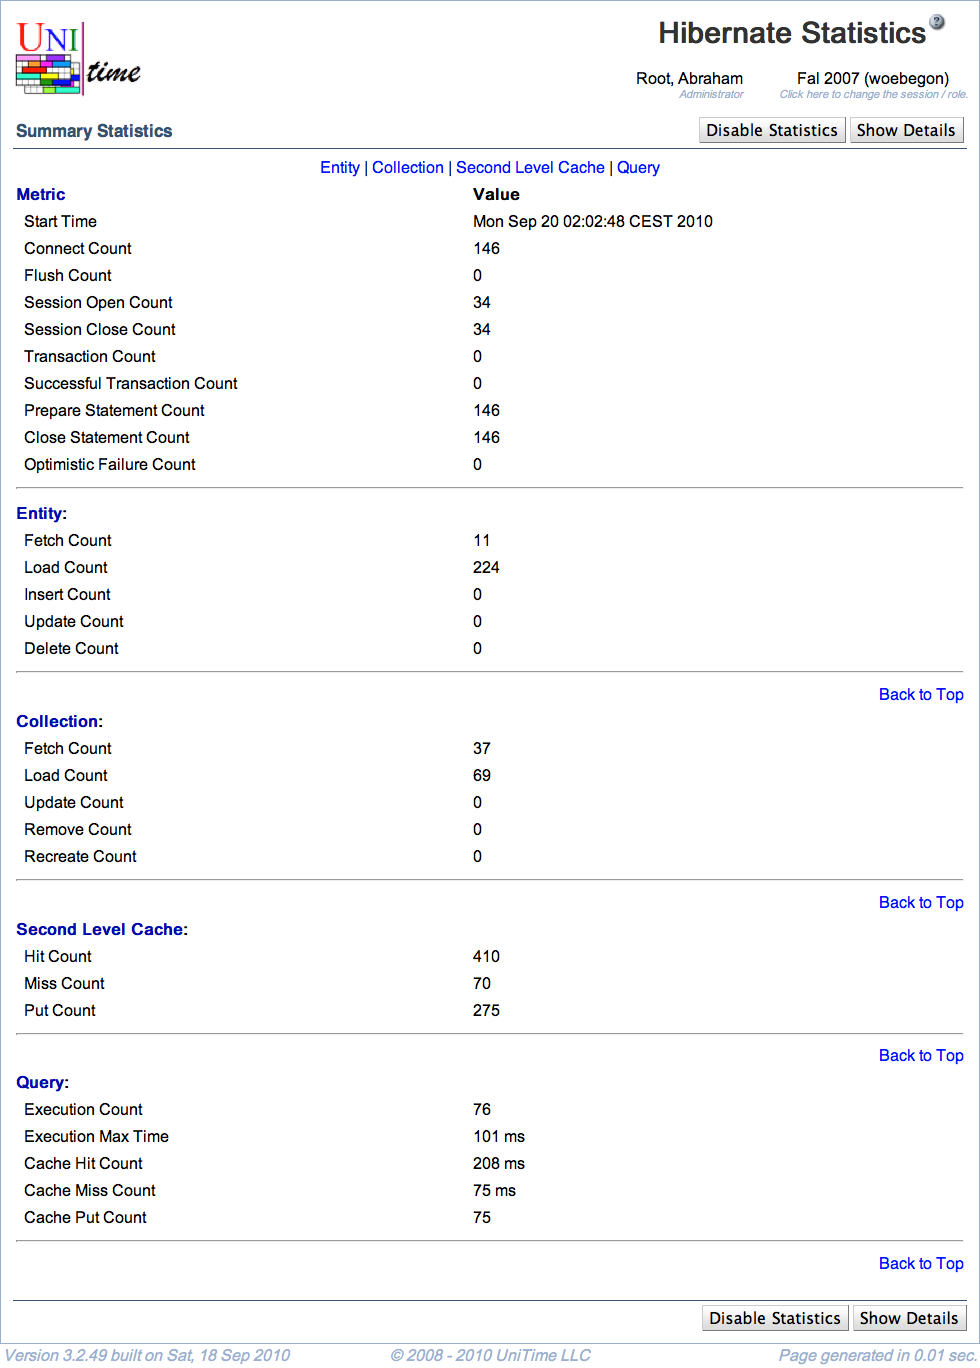 UNI
time
Hibernate Statistics ?
Root, Abraham Fal 2007 (woebegon)
Administrator Click here to change the session / role.
Summary Statistics Disable Statistics Show Details
Entity | Collection | Second Level Cache | Query
Metric Value
Start Time Mon Sep 20 02:02:48 CEST 2010
Connect Count 146
Flush Count 0
Session Open Count 34
Session Close Count 34
Transaction Count 0
Successful Transaction Count 0
Prepare Statement Count 146
Close Statement Count 146
Optimistic Failure Count 0
Entity:
Fetch Count 11
Load Count 224
Insert Count 0
Update Count 0
Delete Count 0
Back to Top
Collection:
Fetch Count 37
Load Count 69
Update Count 0
Remove Count 0
Recreate Count 0
Back to Top
Second Level Cache:
Hit Count 410
Miss Count 70
Put Count 275
Back to Top
Query:
Execution Count 76
Execution Max Time 101 ms
Cache Hit Count 208 ms
Cache Miss Count 75 ms
Cache Put Count 75
Back to Top
Disable Statistics Show Details
Version 3.2.49 built on Sat, 18 Sep 2010 © 2008 - 2010 UniTime LLC Page generated in 0.01 sec.